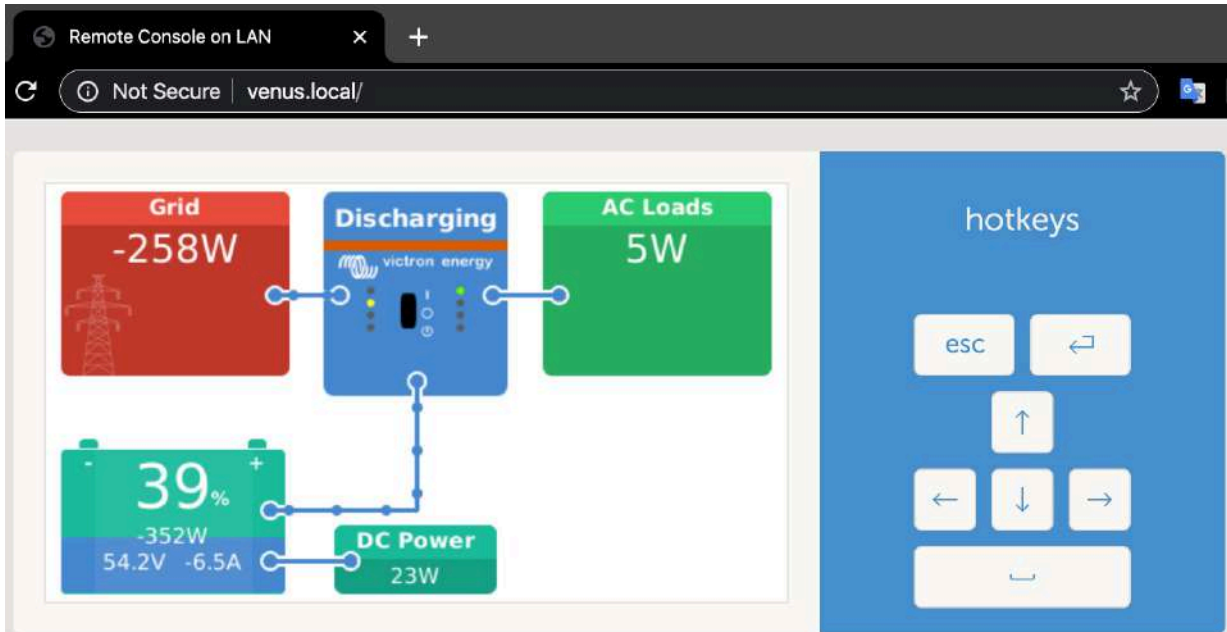 Remote Console on LAN
Not Secure venus.local/
Grid
-258W
Discharging
victron energy
AC Loads
5W
- +
39%
-352W
54.2V -6.5A
DC Power
23W
hotkeys
esc